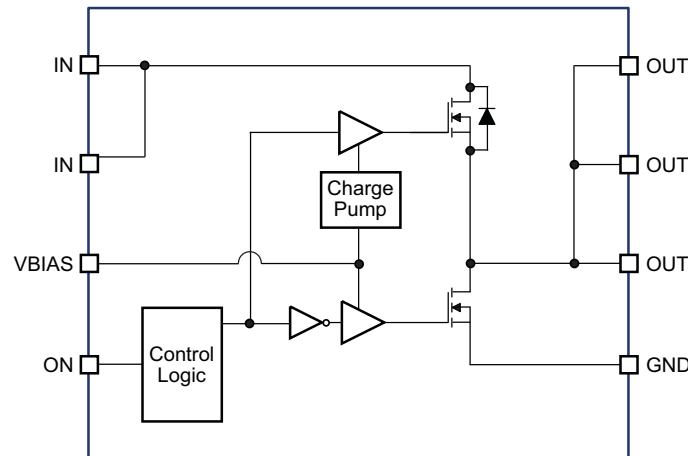 IN
OUT
IN
OUT
Charge
Pump
VBIAS
OUT
Control
Logic
ON
GND